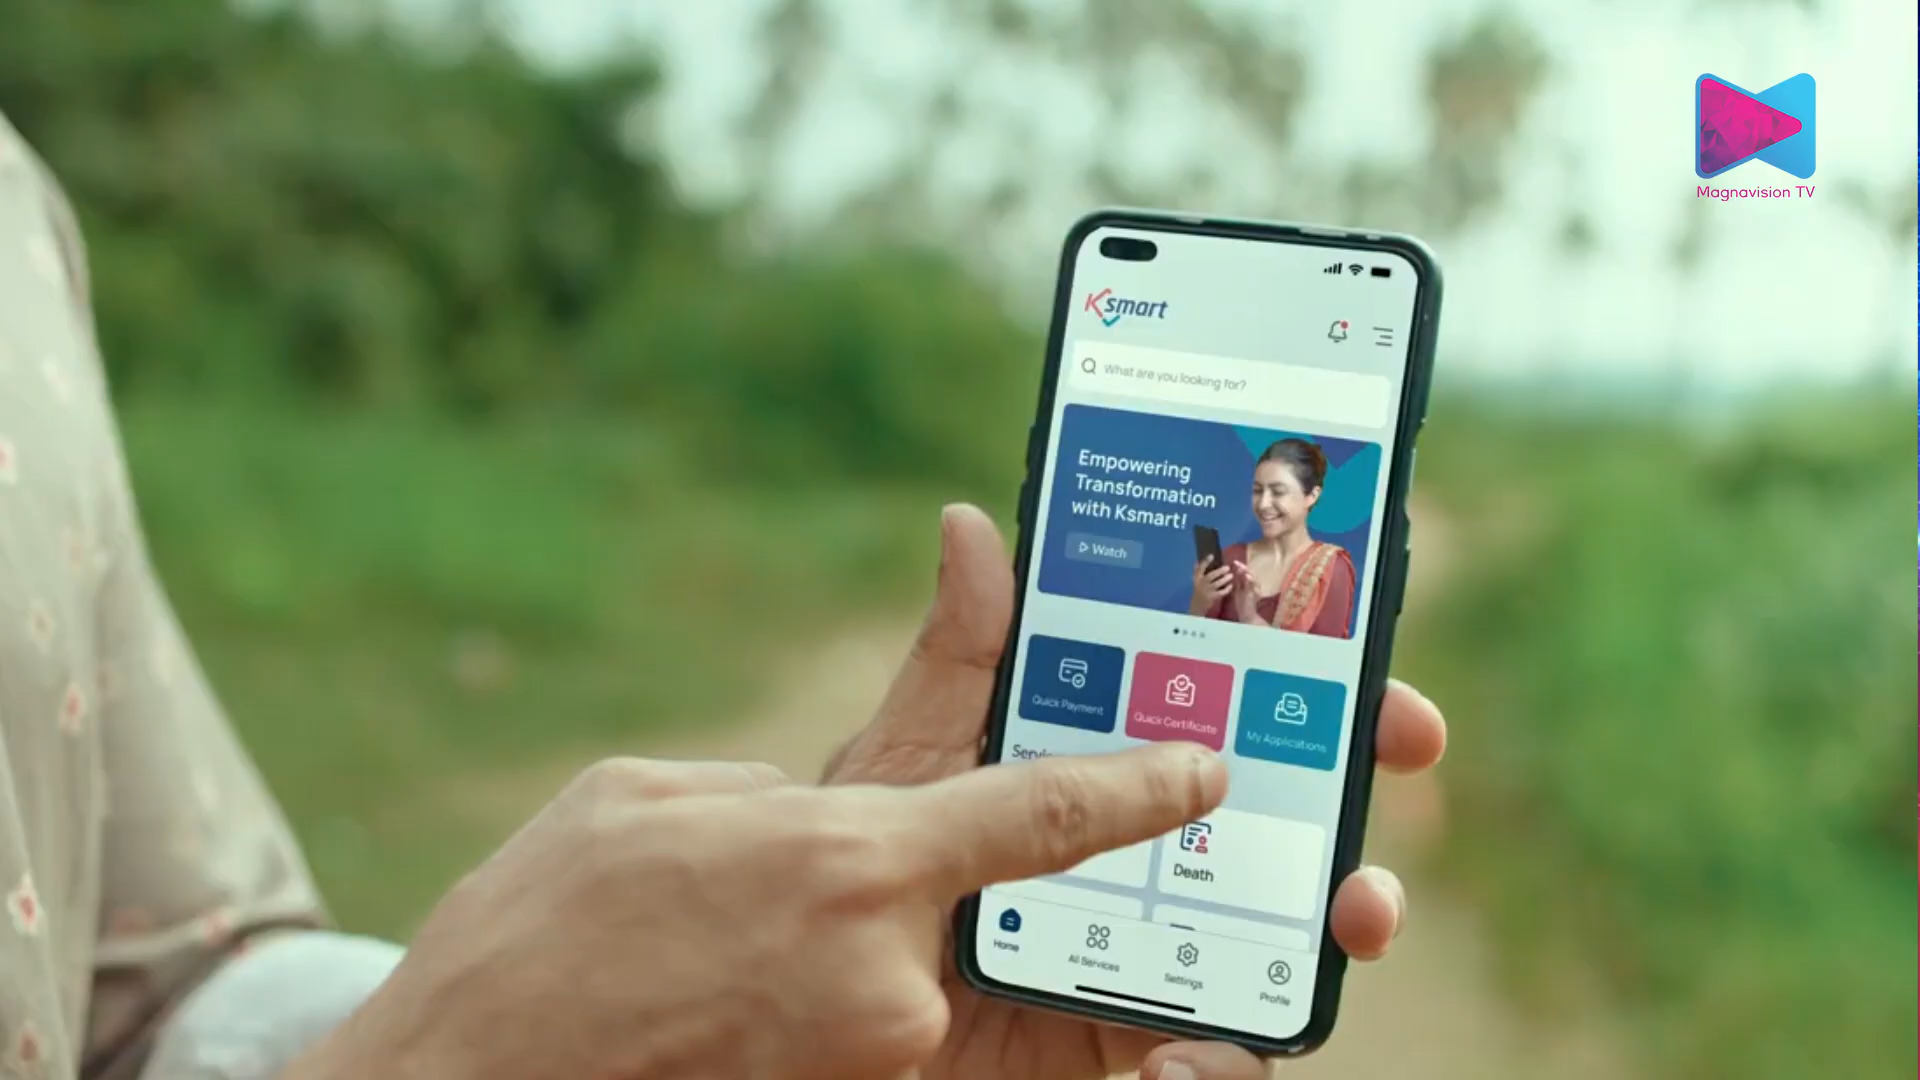 Magnavision TV
Ksmart
What are you looking for?
Empowering
Transformation
with Ksmart!
Watch
Quick Payment
Quick Certificate
My Applications
Death
Home
All Services
Settings
Profile